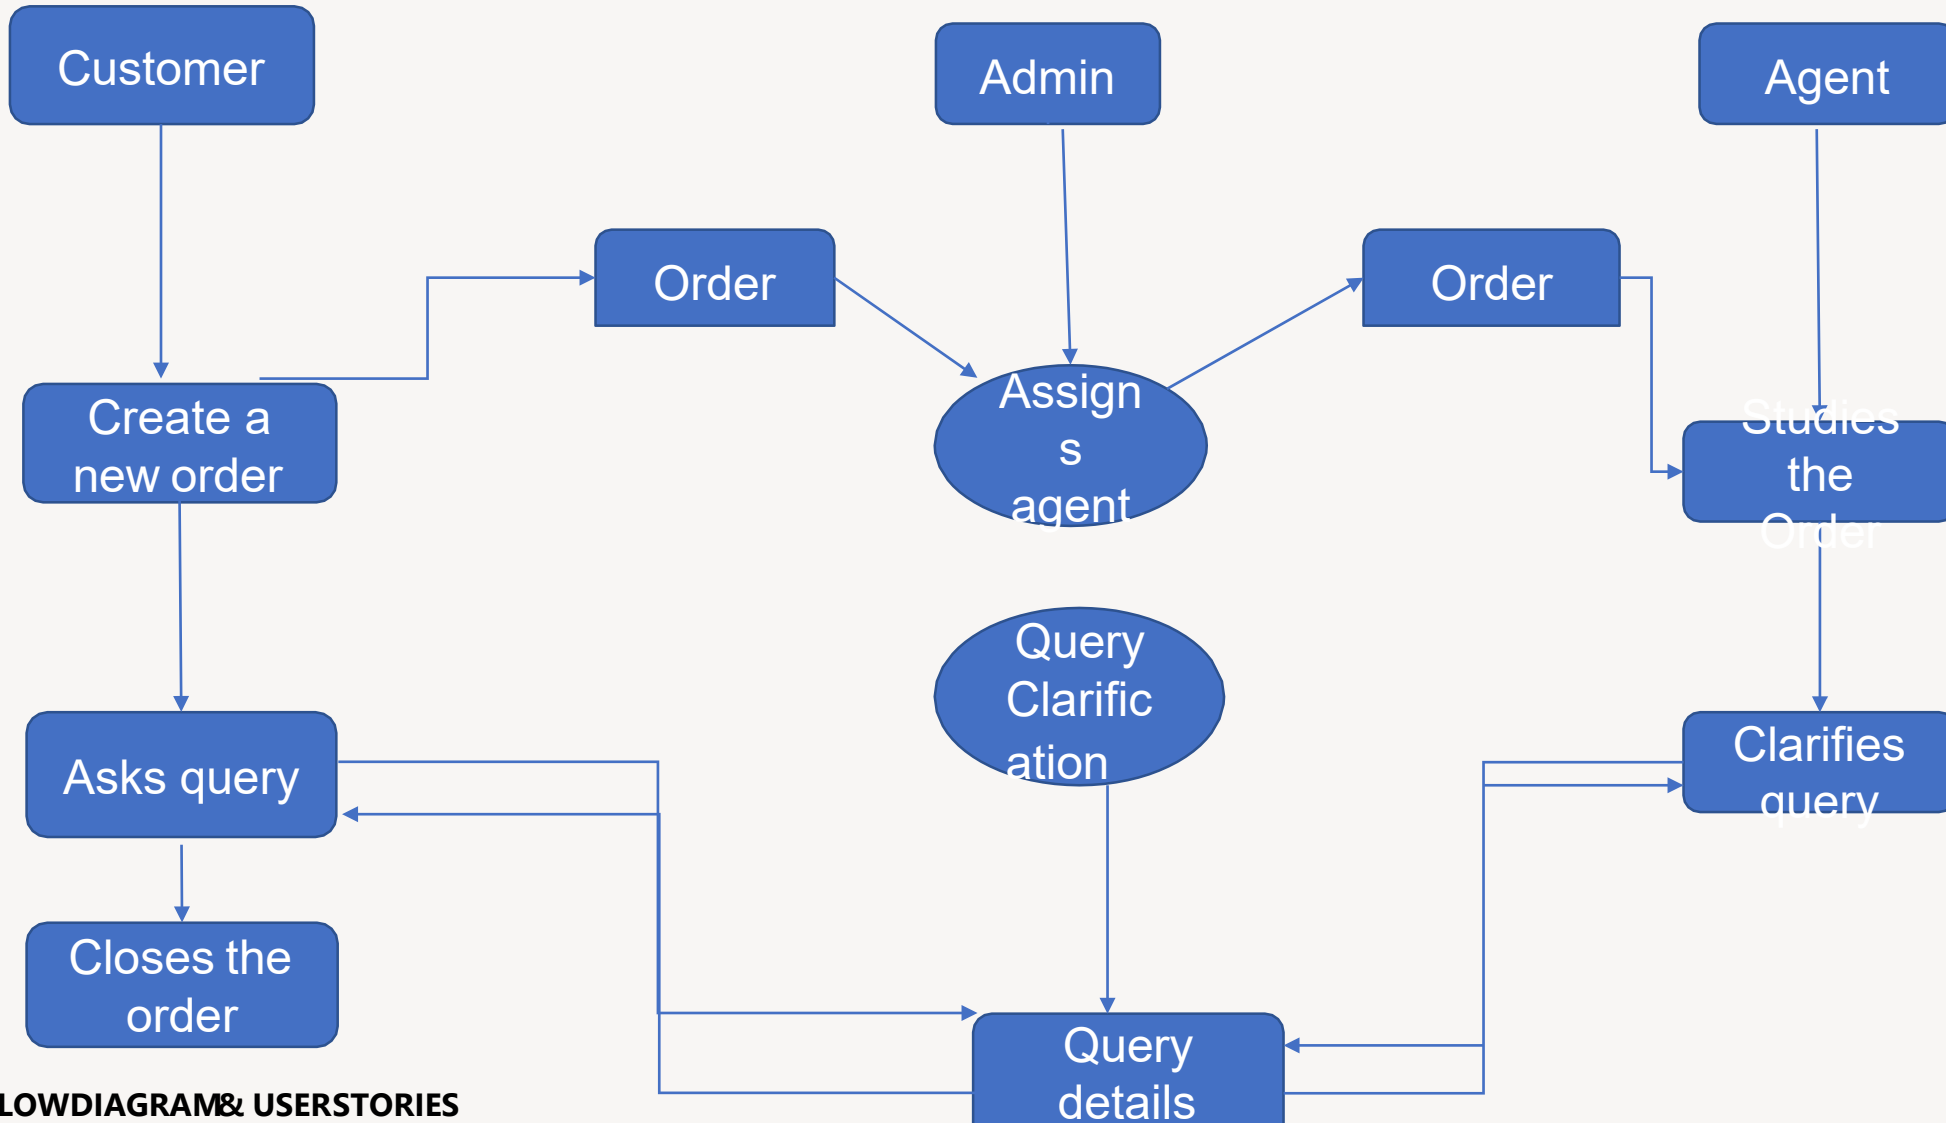 Customer
Admin
Agent
Order
Order
Create a
new order
Assign
s
agent
Studies
the
Order
Query
Clarific
ation
Asks query
Clarifies
query
Closes the
order
Query
details
LOWDIAGRAM& USERSTORIES